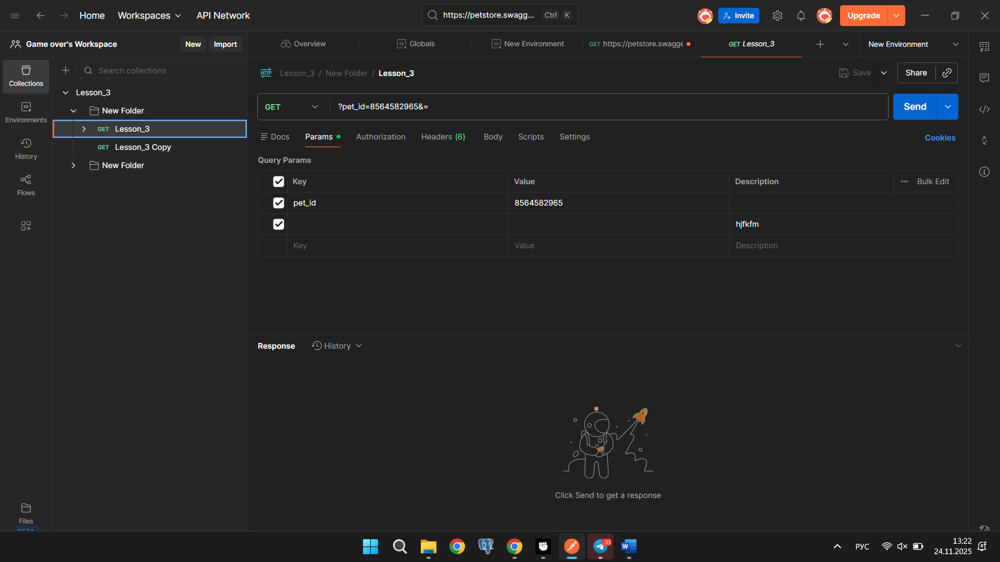 Home
Workspaces
API Network
https://petstore.swagg...
Ctrl
K
Invite
Upgrade
Game over's Workspace
New
Import
Overview
Globals
New Environment
GET https://petstore.swagge
GET Lesson_3
New Environment
Collections
Environments
History
Flows
Files
BETA
Search collections
Lesson_3
New Folder
GET Lesson_3
GET Lesson_3 Copy
New Folder
HTTP Lesson_3 / New Folder / Lesson_3
Save
Share
GET
?pet_id=8564582965&=
Send
Docs
Params
Authorization
Headers (6)
Body
Scripts
Settings
Cookies
Query Params
Key
Value
Description
Bulk Edit
pet_id
8564582965
hjfkfm
Key
Value
Description
Response
History
Click Send to get a response
..33
W
РУС
13:22
24.11.2025